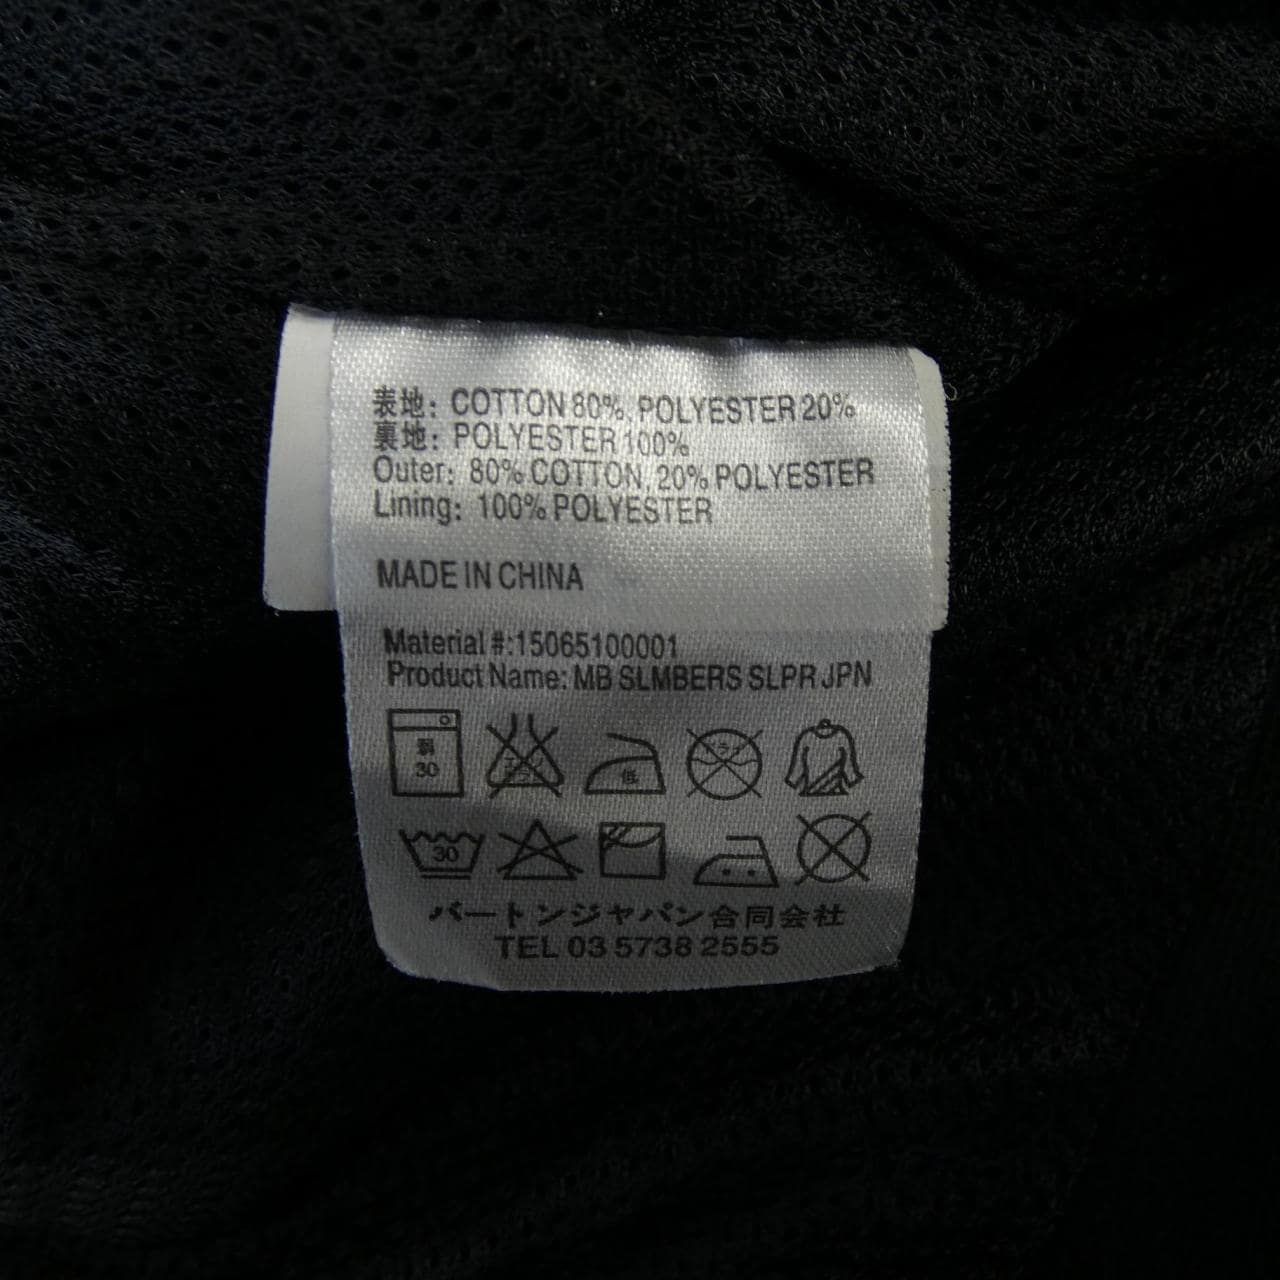 表地: COTTON 80%, POLYESTER 20%
裏地: POLYESTER 100%
Outer: 80% COTTON, 20% POLYESTER
Lining: 100% POLYESTER
MADE IN CHINA
Material #:15065100001
Product Name: MB SLMBERS SLPR JPN
弱 30
低
30
バートンジャパン合同会社
TEL 03 5738 2555